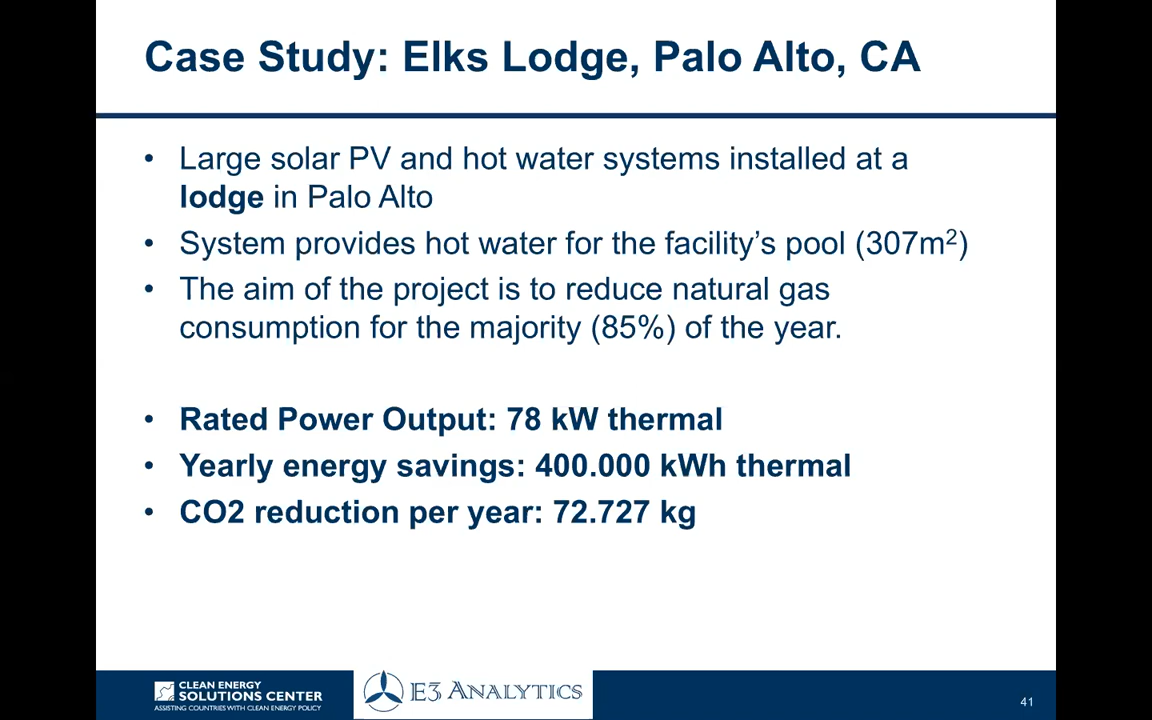 Case Study: Elks Lodge, Palo Alto, CA
• Large solar PV and hot water systems installed at a
lodge in Palo Alto
• System provides hot water for the facility’s pool (307m²)
• The aim of the project is to reduce natural gas
consumption for the majority (85%) of the year.
• Rated Power Output: 78 kW thermal
• Yearly energy savings: 400.000 kWh thermal
• CO2 reduction per year: 72.727 kg
CLEAN ENERGY
SOLUTIONS CENTER
ASSISTING COUNTRIES WITH CLEAN ENERGY POLICY
E3 ANALYTICS
41